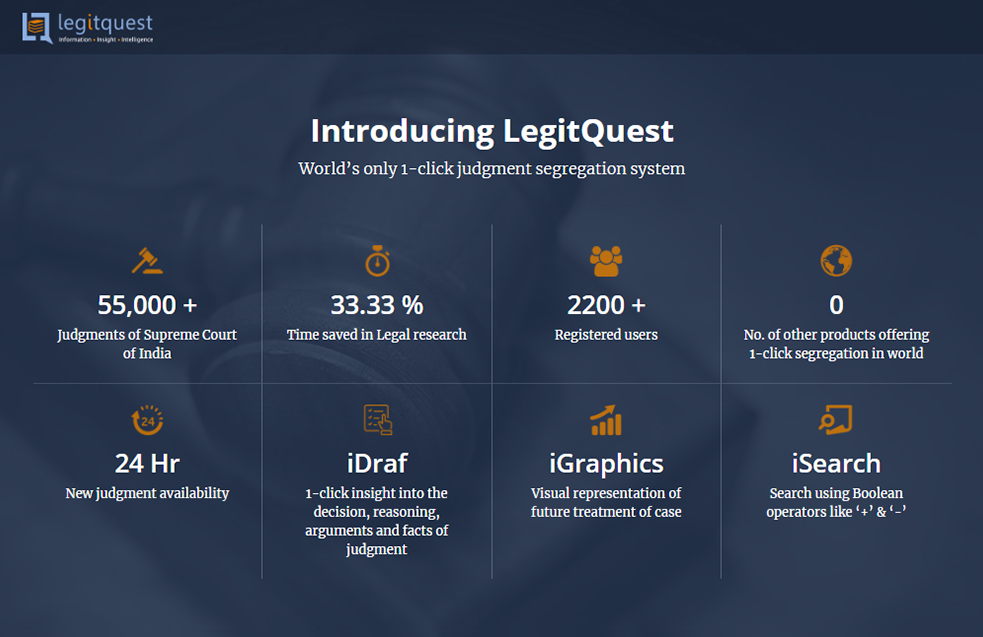 legitquest
Information • Insight • Intelligence
Introducing LegitQuest
World's only 1-click judgment segregation system
55,000 +
Judgments of Supreme Court
of India
33.33 %
Time saved in Legal research
2200 +
Registered users
0
No. of other products offering
1-click segregation in world
24
24 Hr
New judgment availability
iDraf
1-click insight into the
decision, reasoning,
arguments and facts of
judgment
iGraphics
Visual representation of
future treatment of case
iSearch
Search using Boolean
operators like ‘+’ & ‘-’